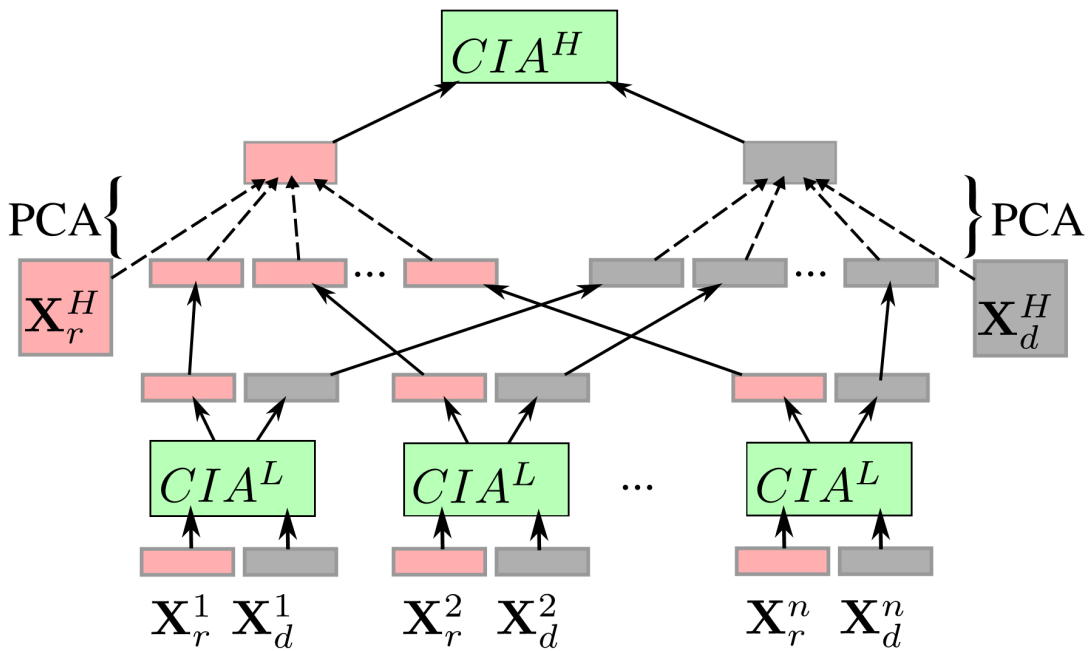 CIA^H
PCA { } PCA
... ...
X_r^H X_d^H
CIA^L CIA^L ... CIA^L
X_r^1 X_d^1 X_r^2 X_d^2 X_r^n X_d^n